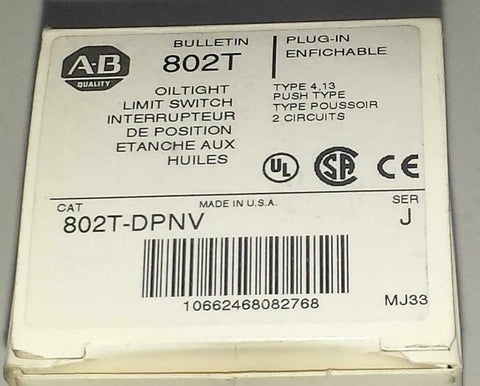 A-B
QUALITY
BULLETIN
802T
PLUG-IN
ENFICHABLE
OILTIGHT
LIMIT SWITCH
INTERRUPTEUR
DE POSITION
ETANCHE AUX
HUILES
TYPE 4,13
PUSH TYPE
TYPE POUSSOIR
2 CIRCUITS
UL
SA
CE
CAT
802T-DPNV
MADE IN U.S.A.
SER
J
10662468082768
MJ33